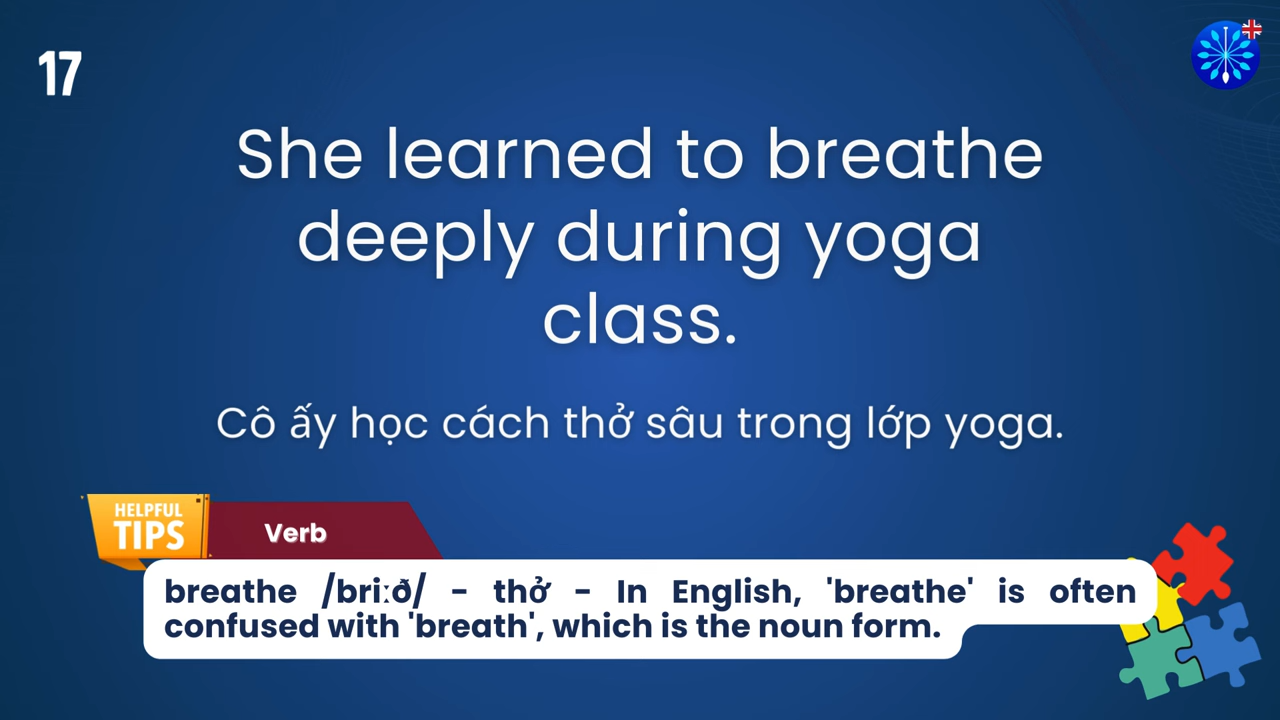 17
She learned to breathe
deeply during yoga
class.
Cô ấy học cách thở sâu trong lớp yoga.
HELPFUL
TIPS
Verb
breathe /briːð/ - thở - In English, 'breathe' is often
confused with 'breath', which is the noun form.